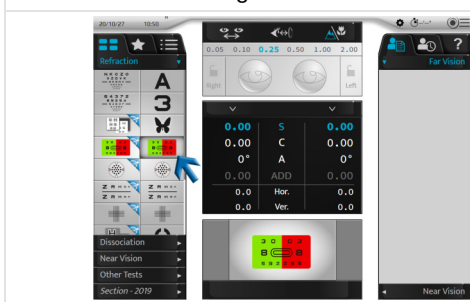 20/10/27 10:50
?
Refraction
Far Vision
0.05 0.10 0.25 0.50 1.00 2.00
Right Left
A
3
0.00 S 0.00
0.00 C 0.00
0° A 0°
0.00 ADD 0.00
0.0 Hor. 0.0
0.0 Ver. 0.0
Dissociation
Near Vision
Other Tests
Section - 2019
Near Vision